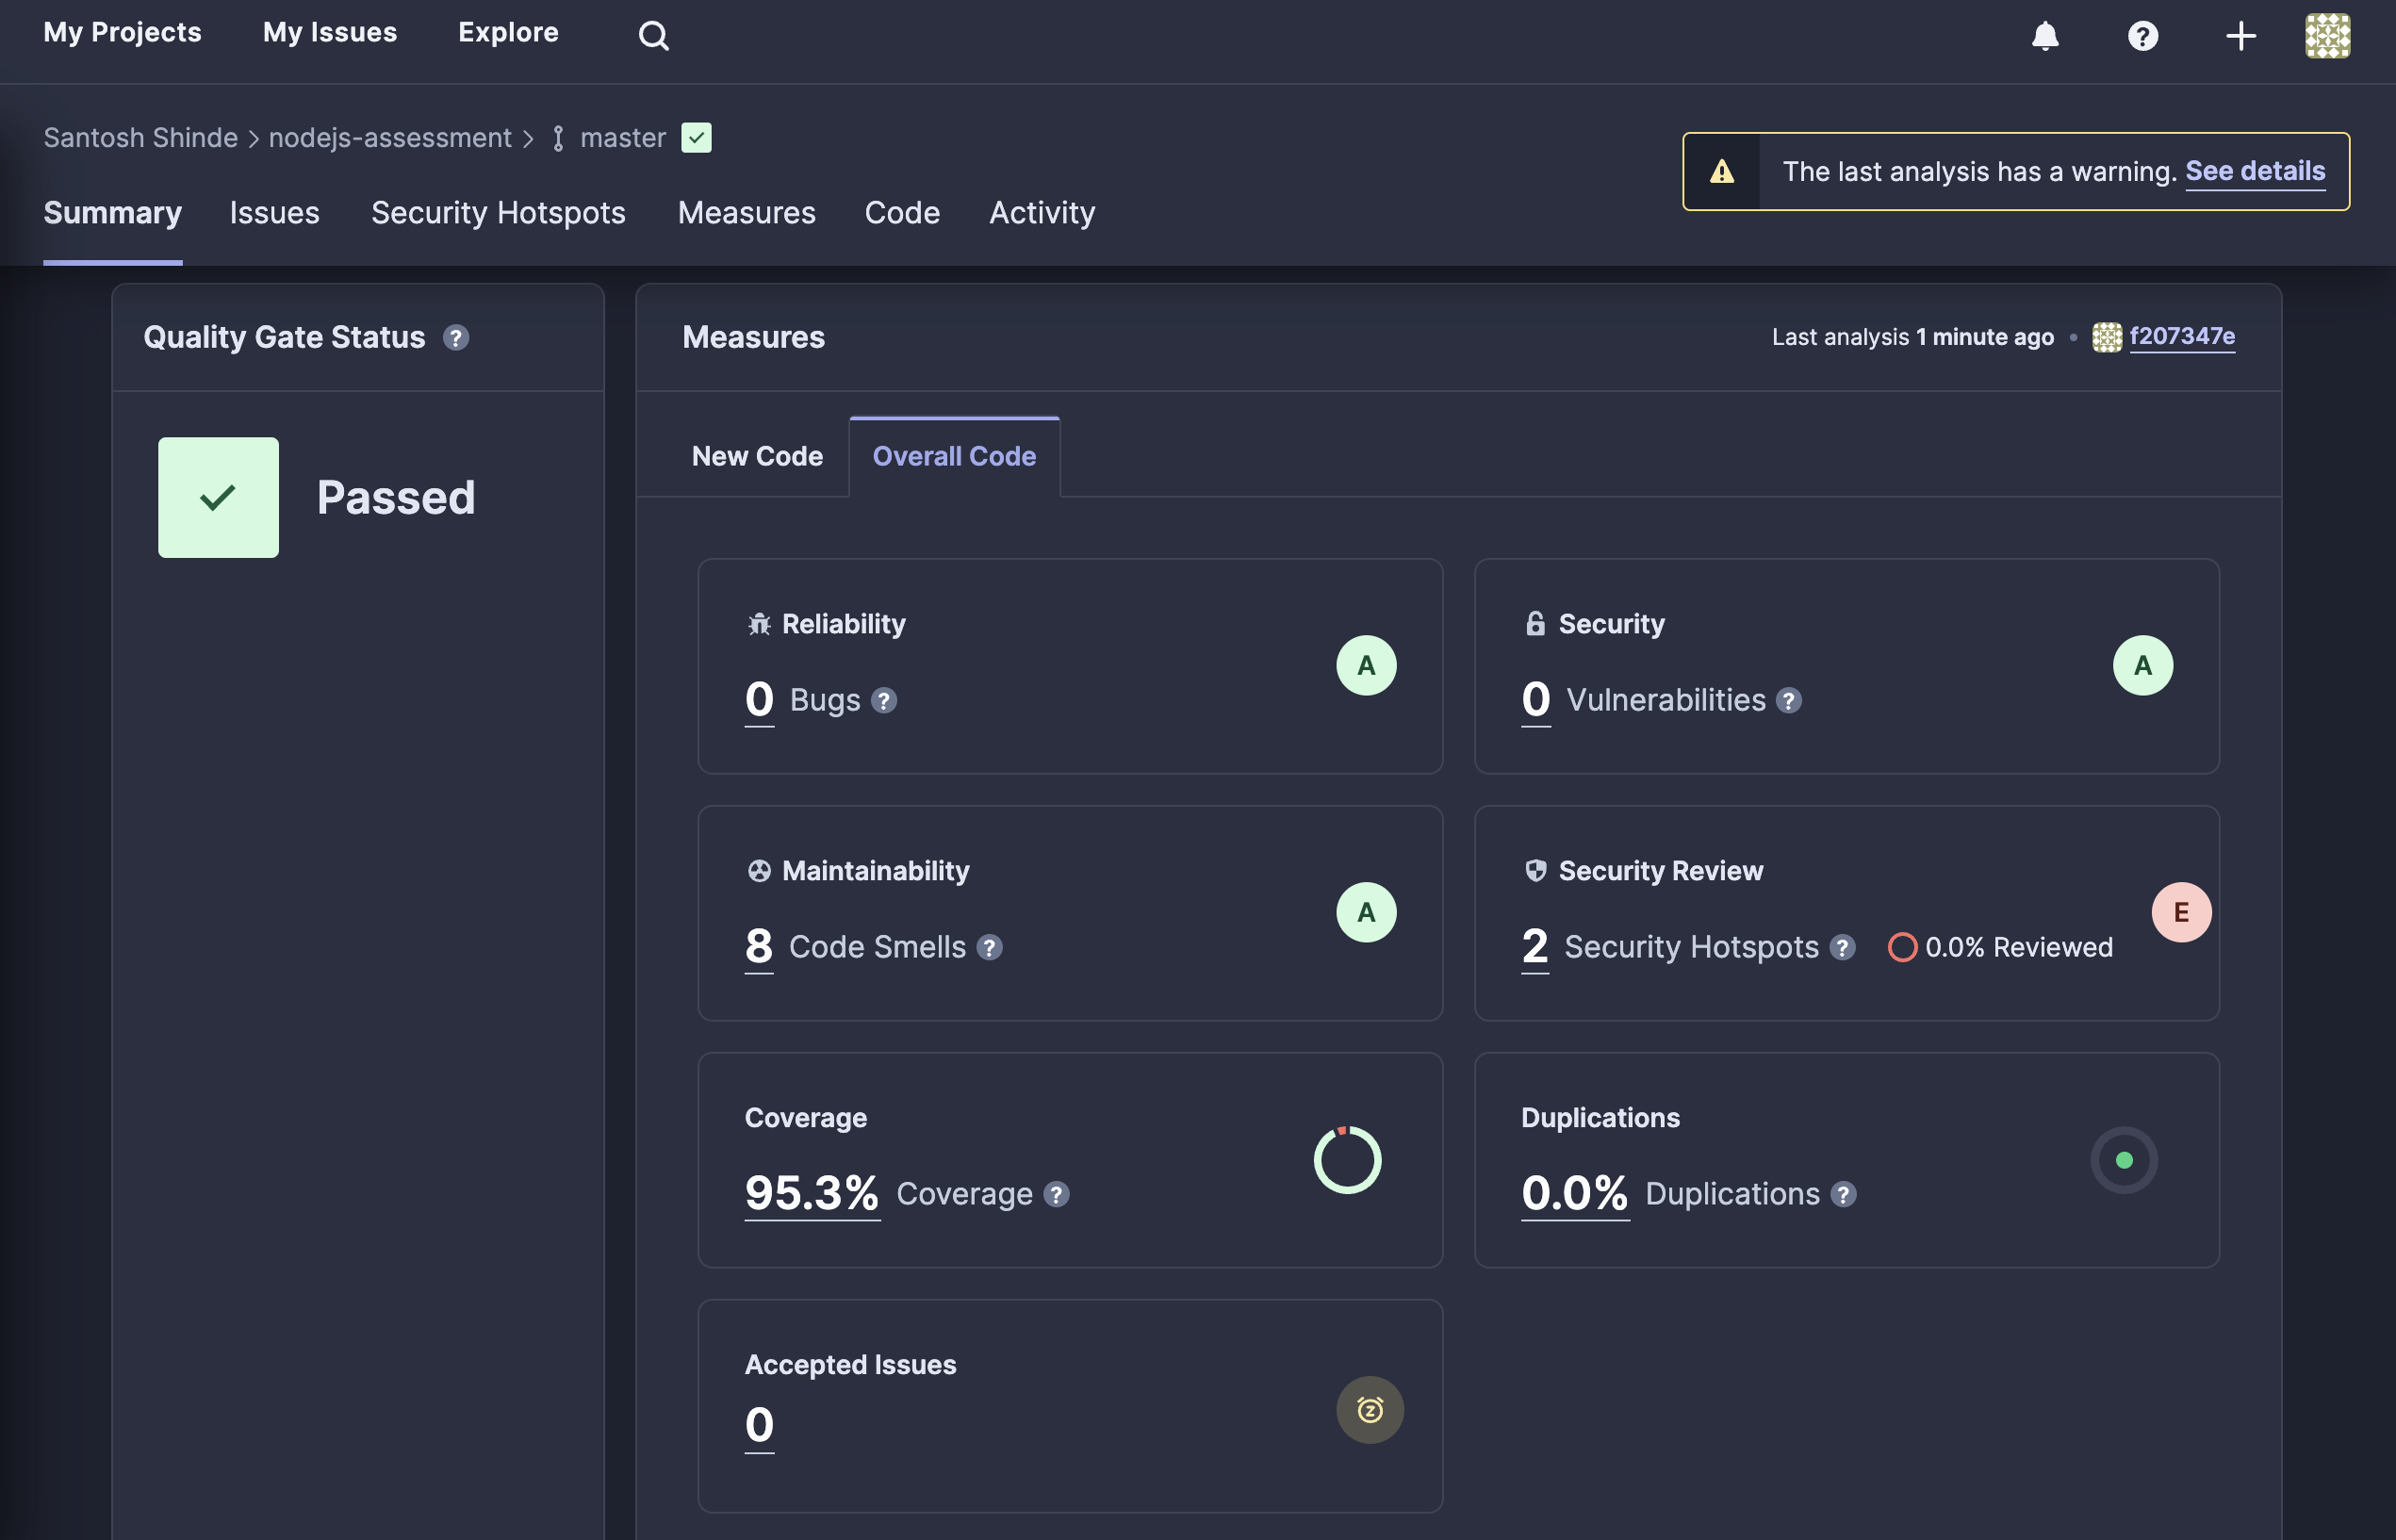 My Projects My Issues Explore
Santosh Shinde > nodejs-assessment > master
The last analysis has a warning. See details
Summary Issues Security Hotspots Measures Code Activity
Quality Gate Status ?
Passed
Measures
Last analysis 1 minute ago • f207347e
New Code Overall Code
Reliability
0 Bugs ?
A
Security
0 Vulnerabilities ?
A
Maintainability
8 Code Smells ?
A
Security Review
2 Security Hotspots ? 0.0% Reviewed
E
Coverage
95.3% Coverage ?
Duplications
0.0% Duplications ?
Accepted Issues
0